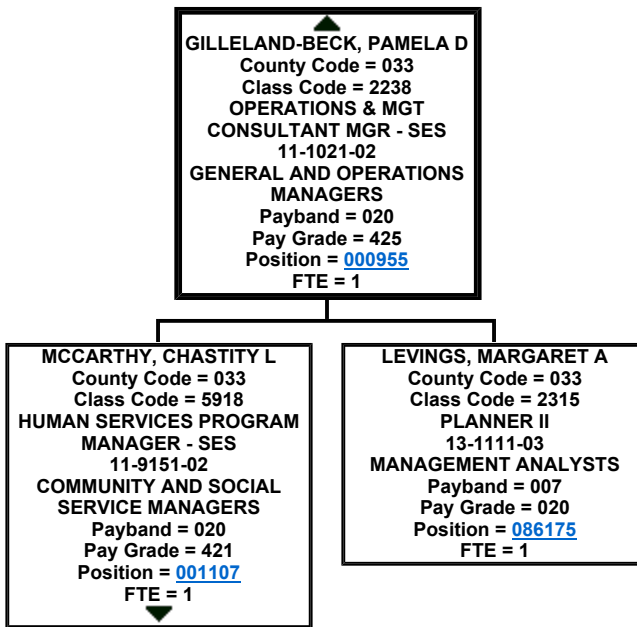 GILLELAND-BECK, PAMELA D
County Code = 033
Class Code = 2238
OPERATIONS & MGT
CONSULTANT MGR - SES
11-1021-02
GENERAL AND OPERATIONS
MANAGERS
Payband = 020
Pay Grade = 425
Position = 000955
FTE = 1
MCCARTHY, CHASTITY L
County Code = 033
Class Code = 5918
HUMAN SERVICES PROGRAM
MANAGER - SES
11-9151-02
COMMUNITY AND SOCIAL
SERVICE MANAGERS
Payband = 020
Pay Grade = 421
Position = 001107
FTE = 1
LEVINGS, MARGARET A
County Code = 033
Class Code = 2315
PLANNER II
13-1111-03
MANAGEMENT ANALYSTS
Payband = 007
Pay Grade = 020
Position = 086175
FTE = 1